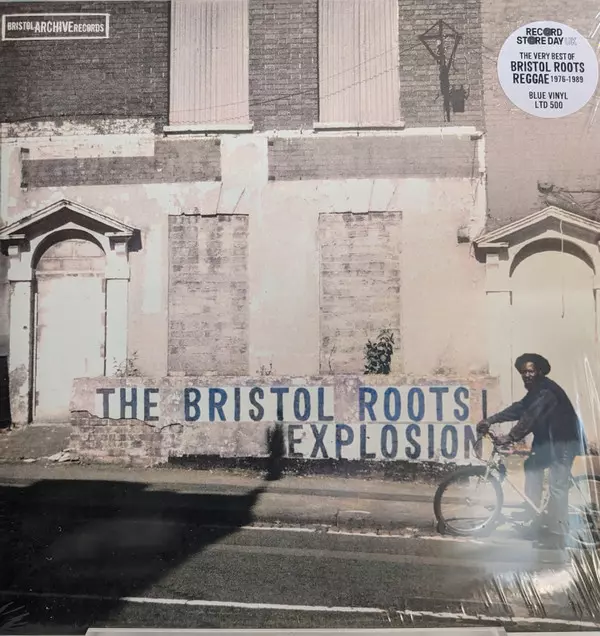 BRISTOL ARCHIVE RECORDS
RECORD
STORE DAY UK
THE VERY BEST OF
BRISTOL ROOTS
REGGAE 1976-1989
BLUE VINYL
LTD 500
THE BRISTOL ROOTS
EXPLOSION